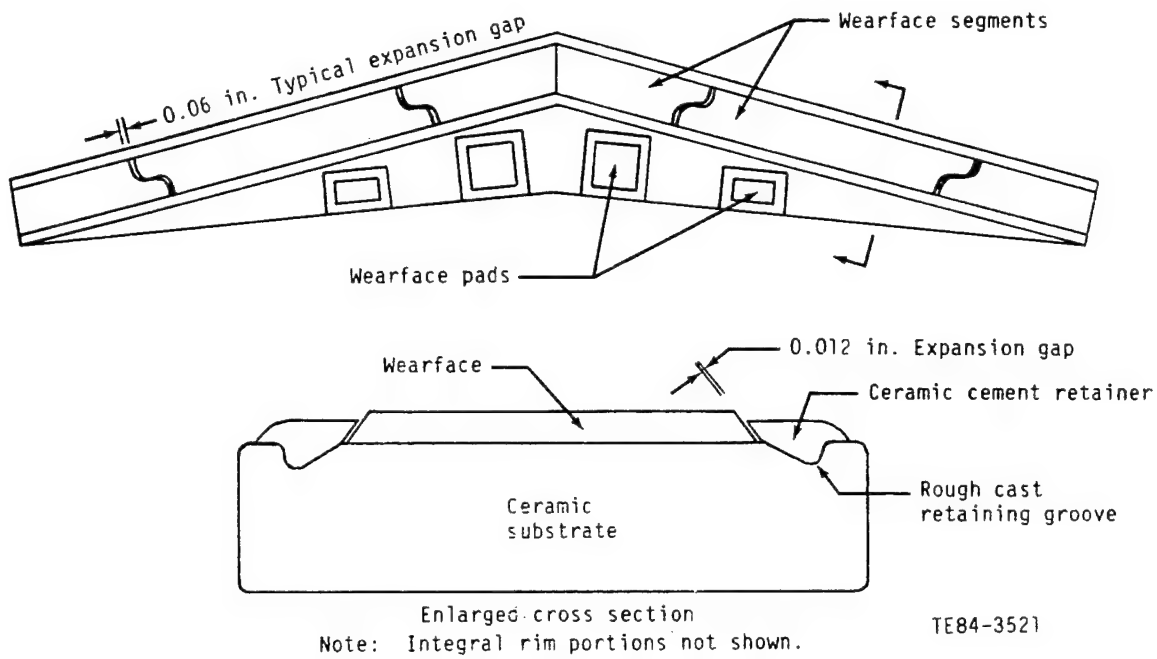 Wearface segments
0.06 in. Typical expansion gap
Wearface pads
0.012 in. Expansion gap
Wearface
Ceramic cement retainer
Rough cast
retaining groove
Ceramic
substrate
Enlarged cross section
Note: Integral rim portions not shown.
TE84-3521